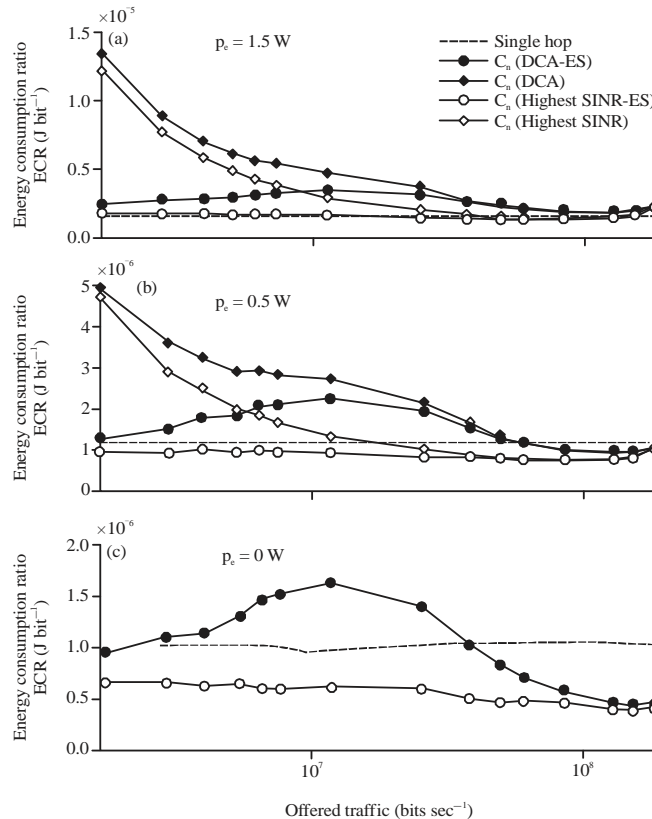 ×10⁻⁵
(a)
pₑ = 1.5 W
Single hop
Cₙ (DCA-ES)
Cₙ (DCA)
Cₙ (Highest SINR-ES)
Cₙ (Highest SINR)
Energy consumption ratio
ECR (J bit⁻¹)
1.5
1.0
0.5
0.0
×10⁻⁶
(b)
pₑ = 0.5 W
Energy consumption ratio
ECR (J bit⁻¹)
5
4
3
2
1
0
×10⁻⁶
(c)
pₑ = 0 W
Energy consumption ratio
ECR (J bit⁻¹)
2.0
1.5
1.0
0.5
0.0
10⁷
10⁸
Offered traffic (bits sec⁻¹)